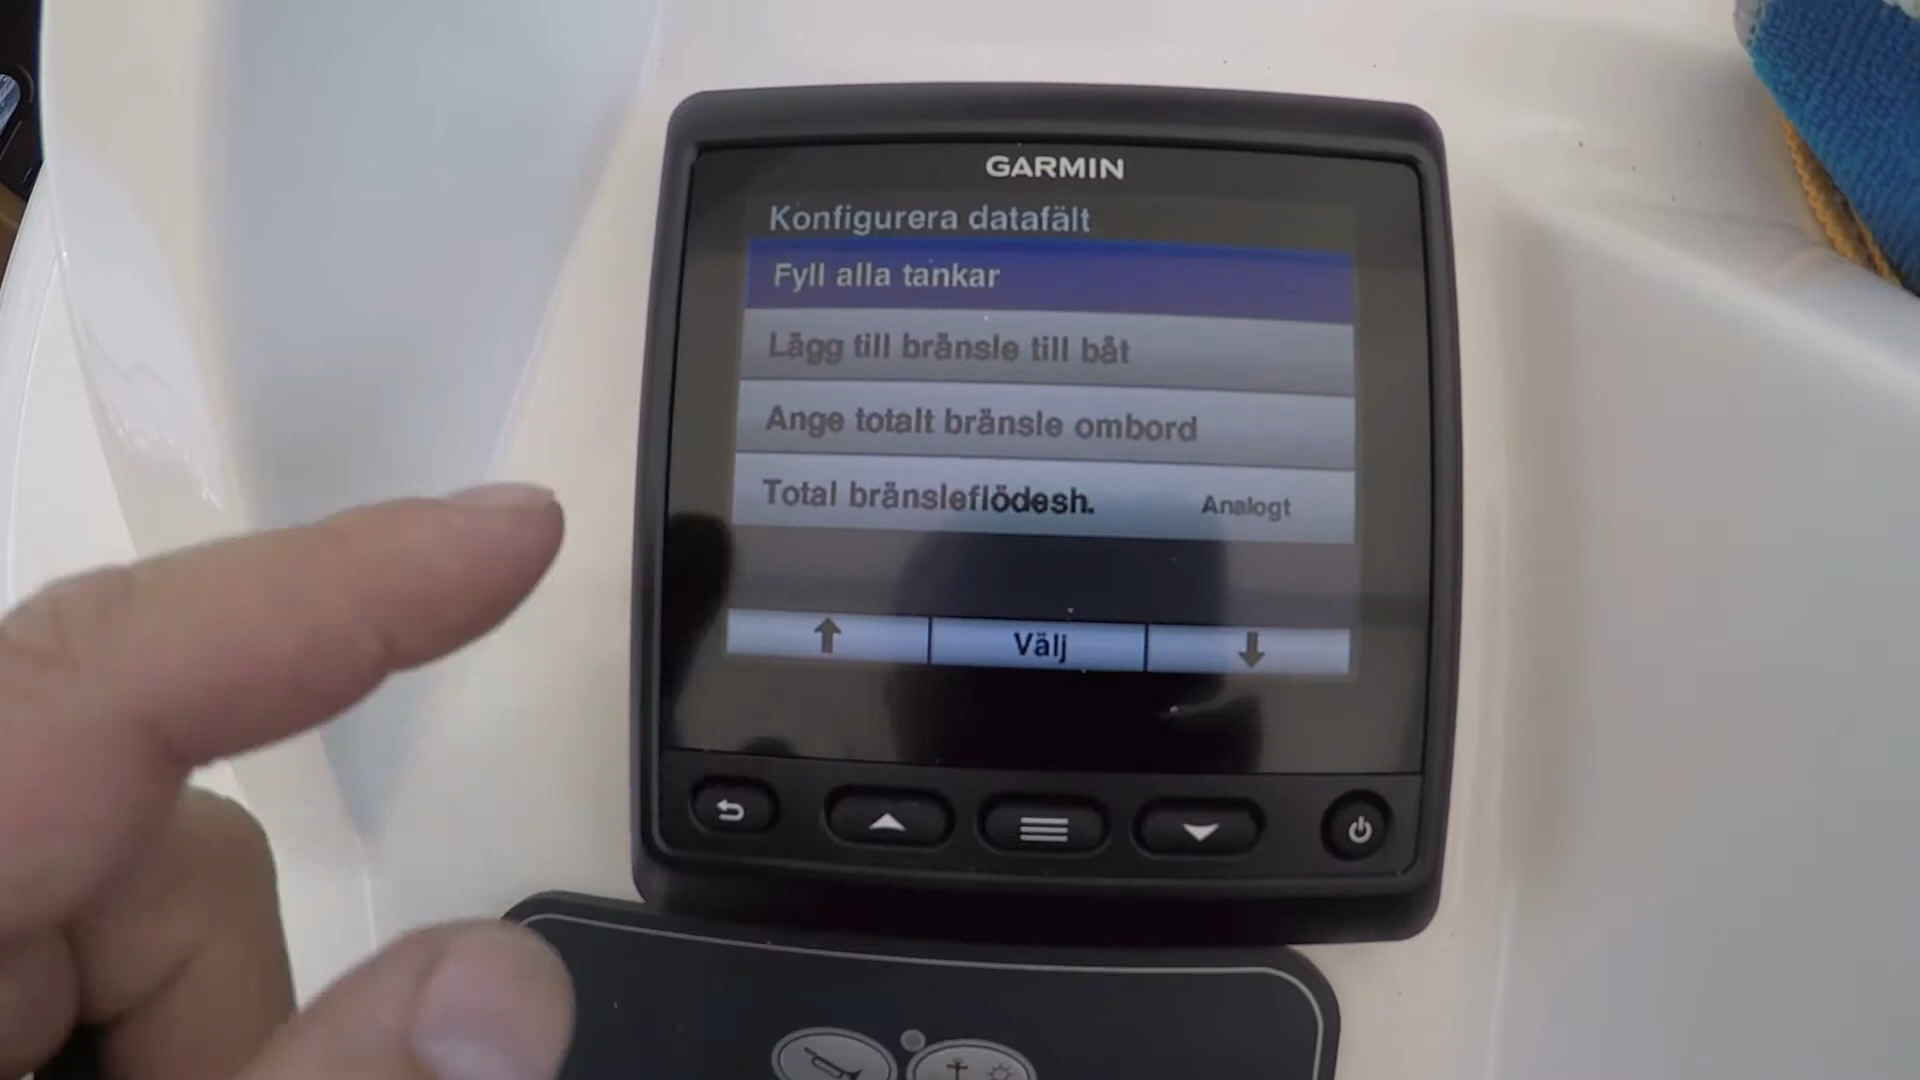 GARMIN
Konfigurera datafält
Fyll alla tankar
Lägg till bränsle till båt
Ange totalt bränsle ombord
Total bränsleflödesh. Analogt
Välj